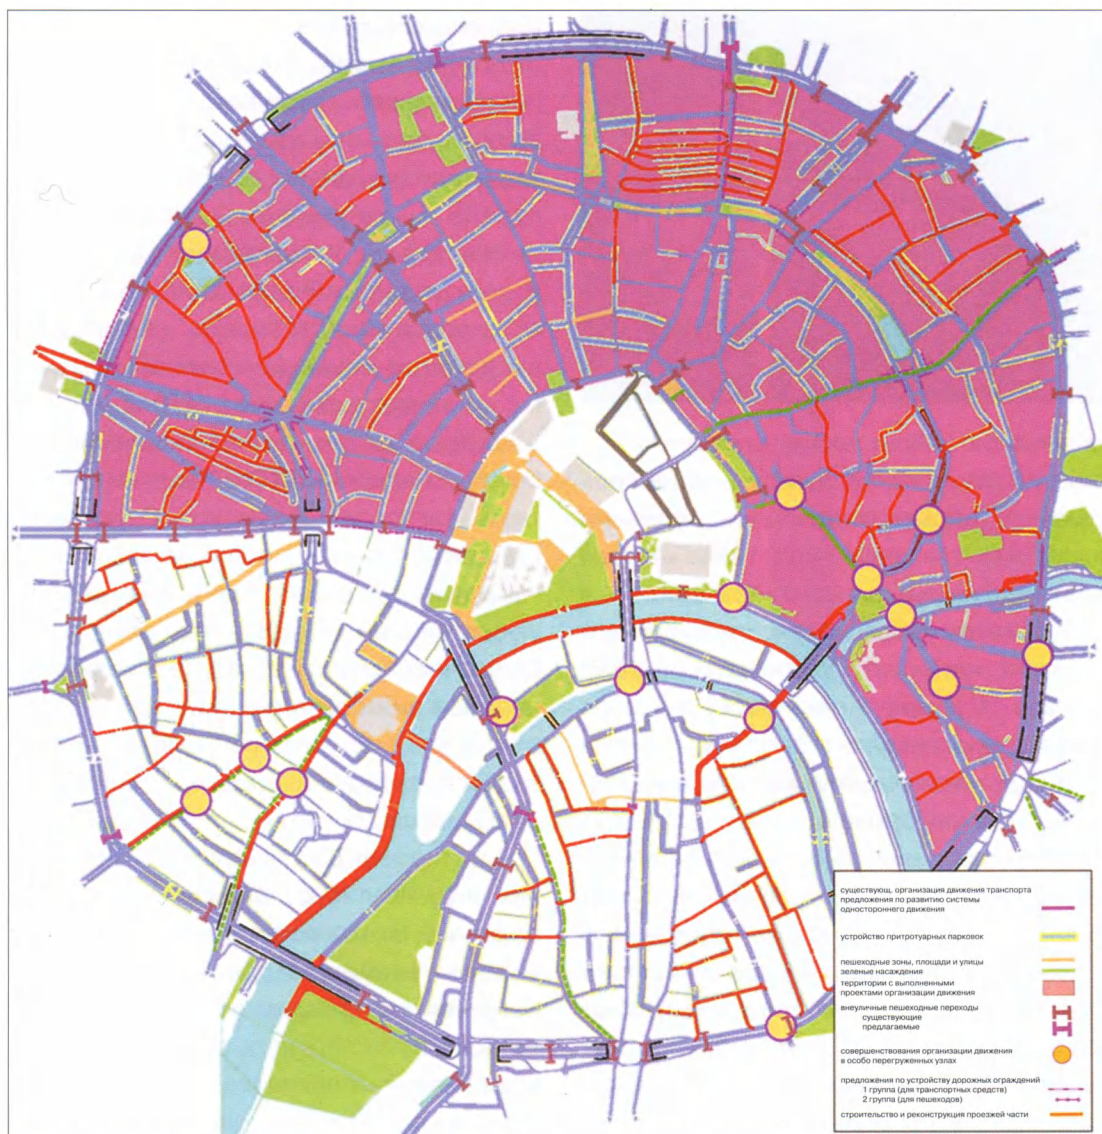 существующ. организация движения транспорта
предложения по развитию системы
одностороннего движения
устройство притротуарных парковок
пешеходные зоны, площади и улицы
зеленые насаждения
территории с выполненными
проектами организации движения
внеуличные пешеходные переходы
существующие
предлагаемые
совершенствования организации движения
в особо перегруженных узлах
предложения по устройству дорожных ограждений
1 группа (для транспортных средств)
2 группа (для пешеходов)
строительство и реконструкция проезжей части